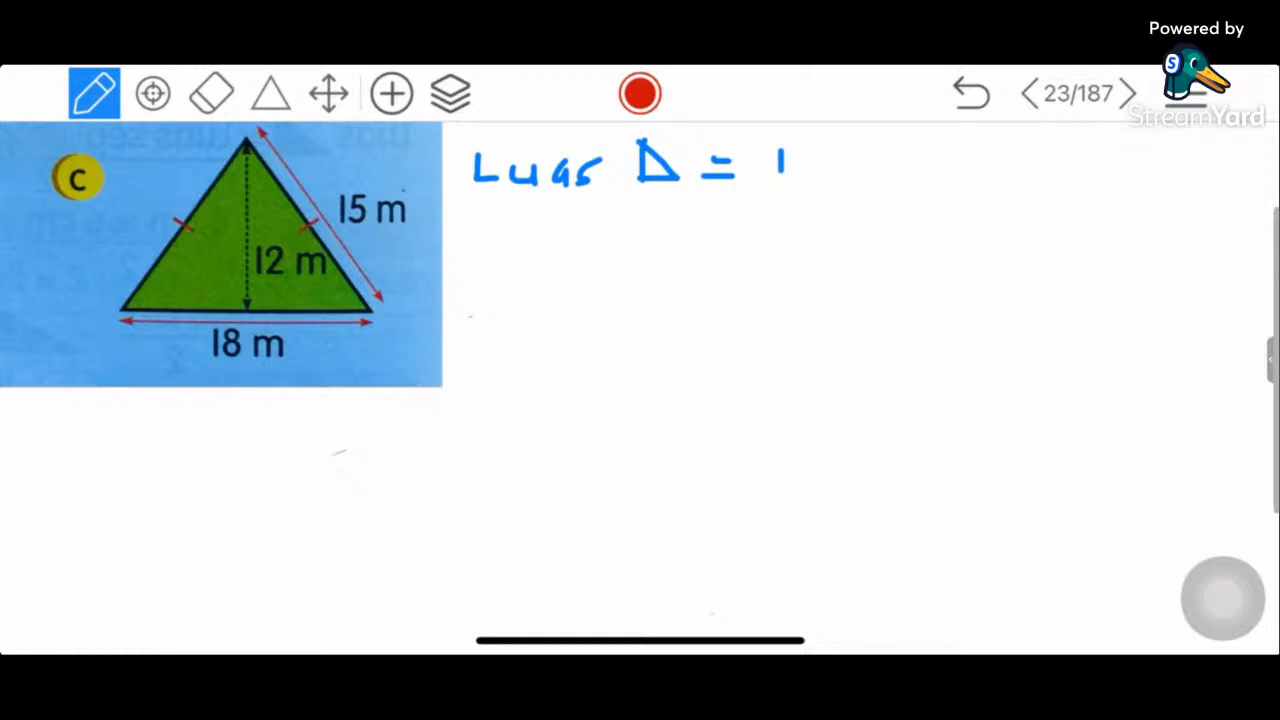 Powered by
23/187
S
StreamYard
C
Luas Δ = 1
15 m
12 m
18 m